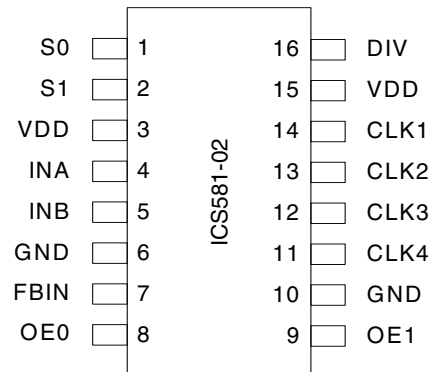 S0 1 16 DIV
S1 2 15 VDD
VDD 3 14 CLK1
INA 4 13 CLK2
INB 5 12 CLK3
GND 6 11 CLK4
FBIN 7 10 GND
OE0 8 9 OE1
ICS581-02